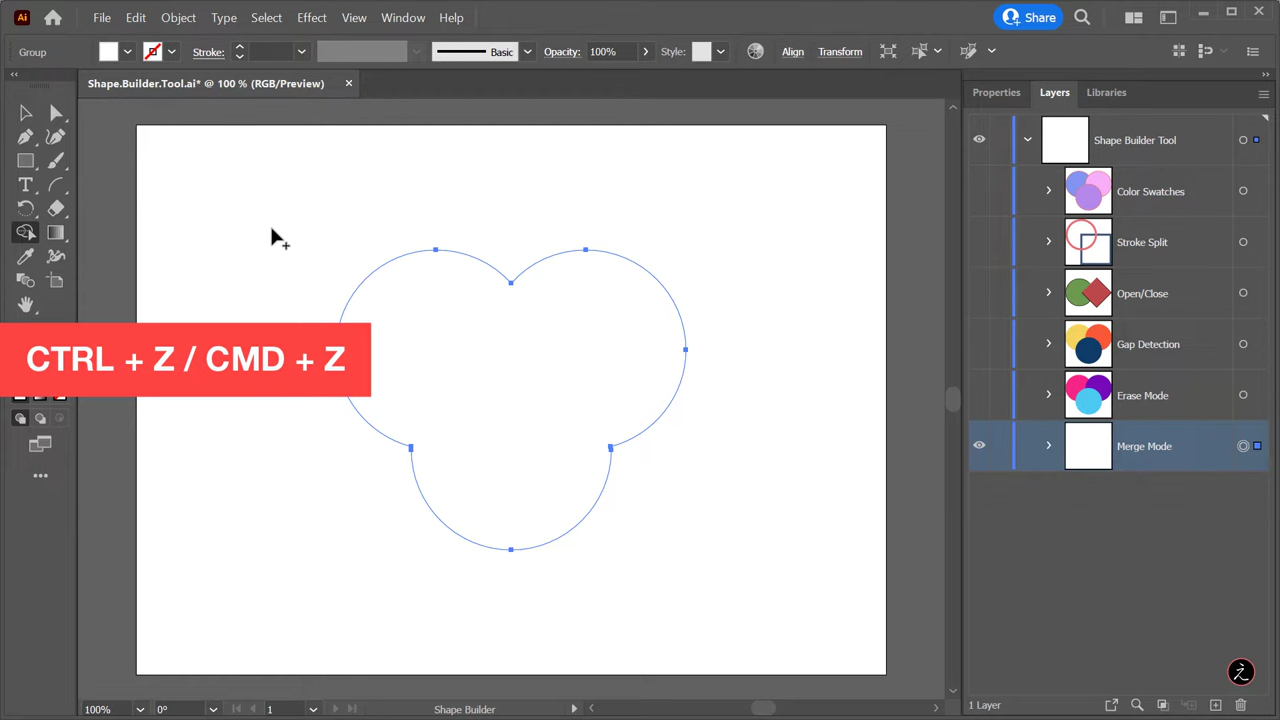 Ai File Edit Object Type Select Effect View Window Help Share
Group Stroke: Basic Opacity: 100% Style: Align Transform
Shape.Builder.Tool.ai* @ 100 % (RGB/Preview)
Properties Layers Libraries
Shape Builder Tool
Color Swatches
Stroke Split
Open/Close
Gap Detection
Erase Mode
Merge Mode
CTRL + Z / CMD + Z
100% 0° 1 Shape Builder
1 Layer
之